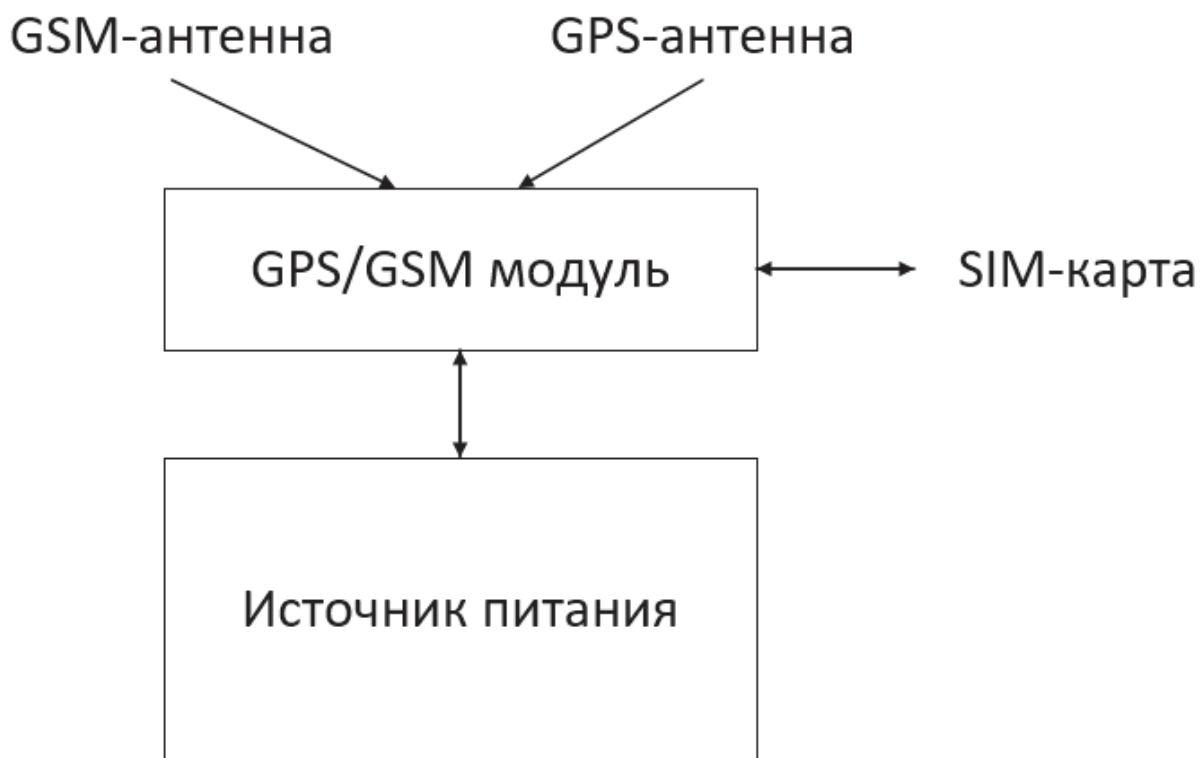 GSM-антенна
GPS-антенна
GPS/GSM модуль
SIM-карта
Источник питания